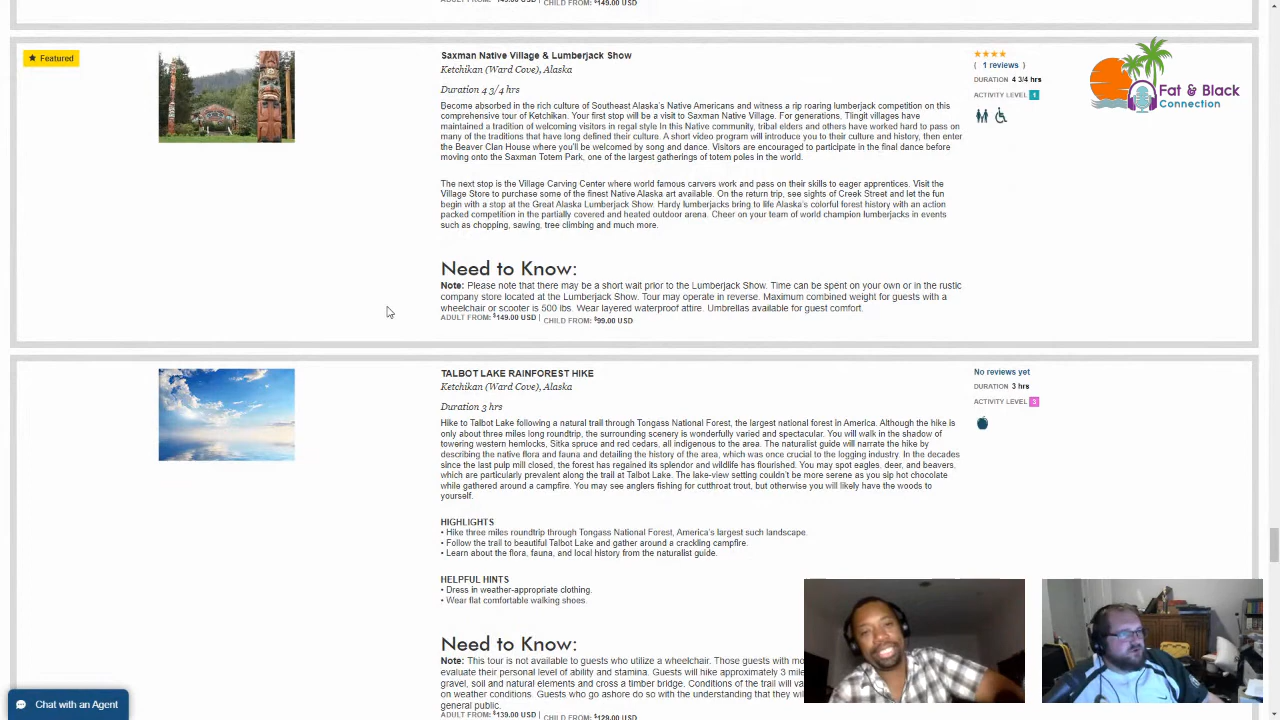 ADULT FROM: $149.00 USD | CHILD FROM: $149.00 USD
★ Featured
Saxman Native Village & Lumberjack Show
Ketchikan (Ward Cove), Alaska
Duration 4 3/4 hrs
Become absorbed in the rich culture of Southeast Alaska's Native Americans and witness a rip roaring lumberjack competition on this
comprehensive tour of Ketchikan. Your first stop will be a visit to Saxman Native Village. For generations, Tlingit villages have
maintained a tradition of welcoming visitors in regal style In this Native community, tribal elders and others have worked hard to pass on
many of the traditions that have long defined their culture. A short video program will introduce you to their culture and history, then enter
the Beaver Clan House where you'll be welcomed by song and dance. Visitors are encouraged to participate in the final dance before
moving onto the Saxman Totem Park, one of the largest gatherings of totem poles in the world.
The next stop is the Village Carving Center where world famous carvers work and pass on their skills to eager apprentices. Visit the
Village Store to purchase some of the finest Native Alaska art available. On the return trip, see sights of Creek Street and let the fun
begin with a stop at the Great Alaska Lumberjack Show. Hardy lumberjacks bring to life Alaska's colorful forest history with an action
packed competition in the partially covered and heated outdoor arena. Cheer on your team of world champion lumberjacks in events
such as chopping, sawing, tree climbing and much more.
Need to Know:
Note: Please note that there may be a short wait prior to the Lumberjack Show. Time can be spent on your own or in the rustic
company store located at the Lumberjack Show. Tour may operate in reverse. Maximum combined weight for guests with a
wheelchair or scooter is 500 lbs. Wear layered waterproof attire. Umbrellas available for guest comfort.
ADULT FROM: $149.00 USD | CHILD FROM: $99.00 USD
★★★★
( 1 reviews )
DURATION 4 3/4 hrs
ACTIVITY LEVEL 1
Fat & Black
Connection
TALBOT LAKE RAINFOREST HIKE
Ketchikan (Ward Cove), Alaska
Duration 3 hrs
Hike to Talbot Lake following a natural trail through Tongass National Forest, the largest national forest in America. Although the hike is
only about three miles long roundtrip, the surrounding scenery is wonderfully varied and spectacular. You will walk in the shadow of
towering western hemlocks, Sitka spruce and red cedars, all indigenous to the area. The naturalist guide will narrate the hike by
describing the native flora and fauna and detailing the history of the area, which was once crucial to the logging industry. In the decades
since the last pulp mill closed, the forest has regained its splendor and wildlife has flourished. You may spot eagles, deer, and beavers,
which are particularly prevalent along the trail at Talbot Lake. The lake-view setting couldn't be more serene as you sip hot chocolate
while gathered around a campfire. You may see anglers fishing for cutthroat trout, but otherwise you will likely have the woods to
yourself.
HIGHLIGHTS
• Hike three miles roundtrip through Tongass National Forest, America's largest such landscape.
• Follow the trail to beautiful Talbot Lake and gather around a crackling campfire.
• Learn about the flora, fauna, and local history from the naturalist guide.
HELPFUL HINTS
• Dress in weather-appropriate clothing.
• Wear flat comfortable walking shoes.
Need to Know:
Note: This tour is not available to guests who utilize a wheelchair. Those guests with
evaluate their personal level of ability and stamina. Guests will hike approximately 3
gravel, soil and natural elements and cross a timber bridge. Conditions of the trail will
on weather conditions. Guests who go ashore do so with the understanding that they
general public.
ADULT FROM: $139.00 USD | CHILD FROM: $129.00 USD
No reviews yet
DURATION 3 hrs
ACTIVITY LEVEL 3
Chat with an Agent